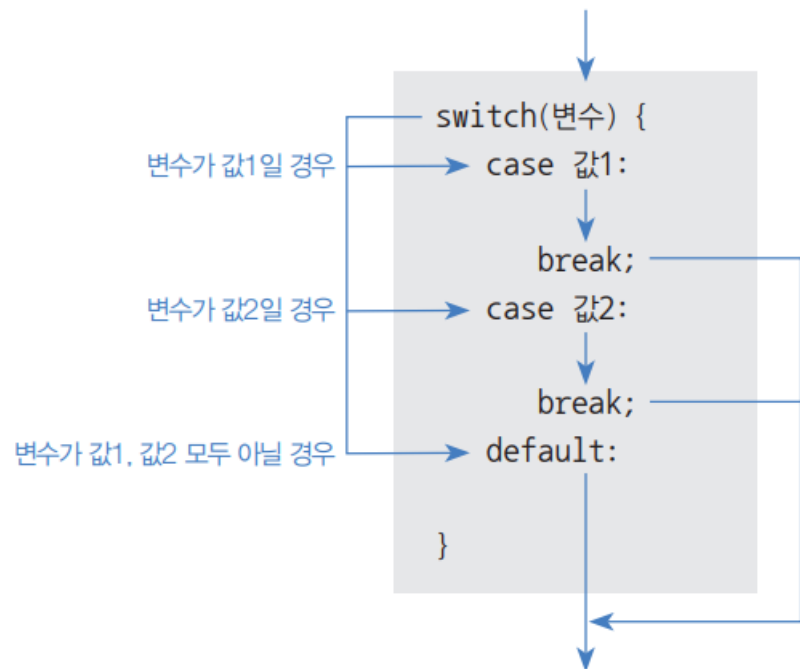 switch(변수) {
변수가 값1일 경우
case 값1:
break;
변수가 값2일 경우
case 값2:
break;
변수가 값1, 값2 모두 아닐 경우
default:
}